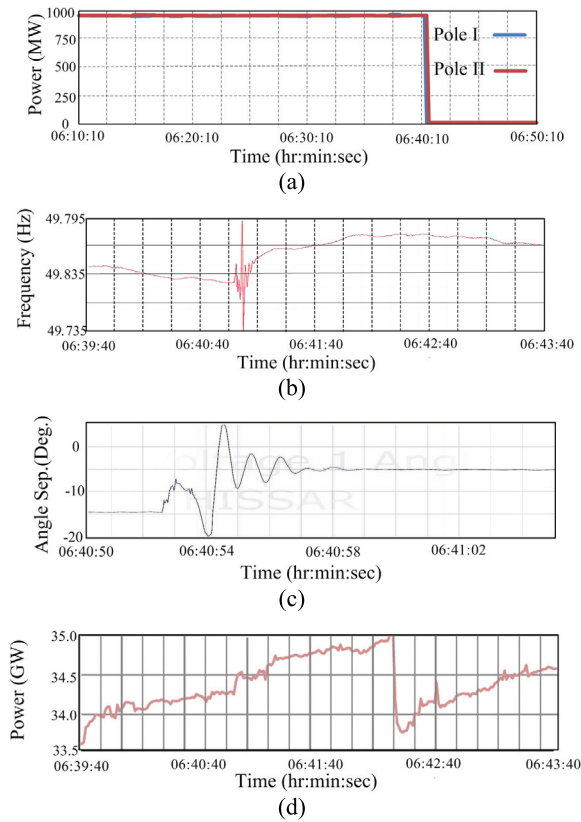 1000
750
500
250
0
Power (MW)
Pole I
Pole II
06:10:10 06:20:10 06:30:10 06:40:10 06:50:10
Time (hr:min:sec)
(a)
49.795
49.835
49.735
Frequency (Hz)
06:39:40 06:40:40 06:41:40 06:42:40 06:43:40
Time (hr:min:sec)
(b)
0
-10
-20
Angle Sep.(Deg.)
oltage 1 Angl
HISSAR
06:40:50 06:40:54 06:40:58 06:41:02
Time (hr:min:sec)
(c)
35.0
34.5
34.0
33.5
Power (GW)
06:39:40 06:40:40 06:41:40 06:42:40 06:43:40
Time (hr:min:sec)
(d)